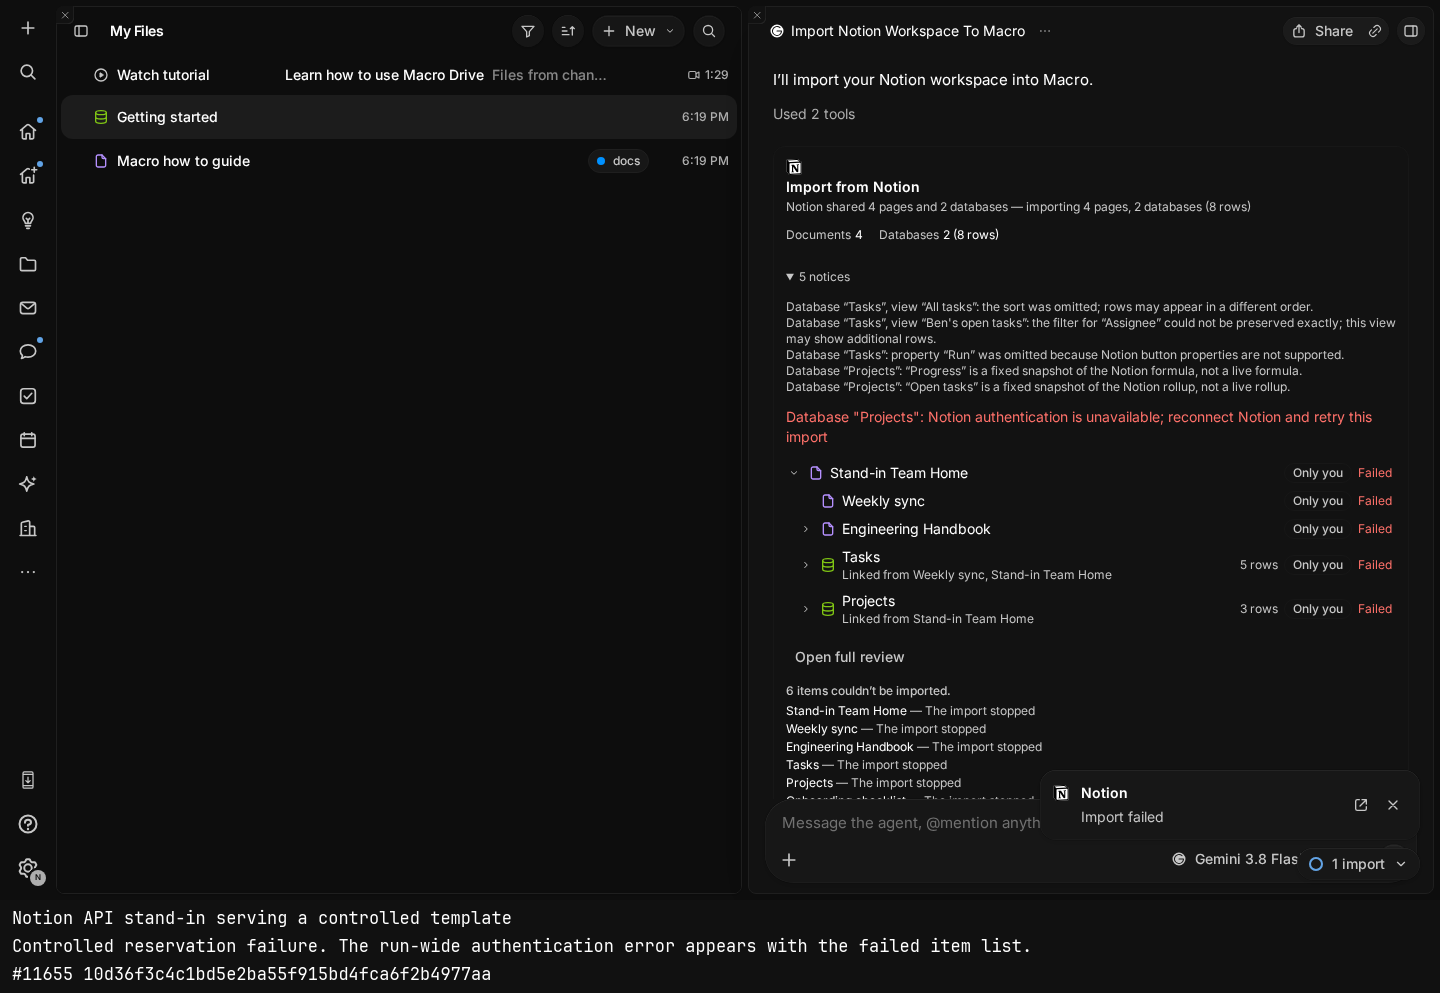 My Files
New
Watch tutorial
Learn how to use Macro Drive Files from chan...
1:29
Getting started
6:19 PM
Macro how to guide
docs
6:19 PM
N
Import Notion Workspace To Macro
Share
I'll import your Notion workspace into Macro.
Used 2 tools
Import from Notion
Notion shared 4 pages and 2 databases — importing 4 pages, 2 databases (8 rows)
Documents 4 Databases 2 (8 rows)
▼ 5 notices
Database “Tasks”, view “All tasks”: the sort was omitted; rows may appear in a different order.
Database “Tasks”, view “Ben's open tasks”: the filter for “Assignee” could not be preserved exactly; this view
may show additional rows.
Database “Tasks”: property “Run” was omitted because Notion button properties are not supported.
Database “Projects”: “Progress” is a fixed snapshot of the Notion formula, not a live formula.
Database “Projects”: “Open tasks” is a fixed snapshot of the Notion rollup, not a live rollup.
Database "Projects": Notion authentication is unavailable; reconnect Notion and retry this
import
Stand-in Team Home Only you Failed
Weekly sync Only you Failed
Engineering Handbook Only you Failed
Tasks
Linked from Weekly sync, Stand-in Team Home
5 rows Only you Failed
Projects
Linked from Stand-in Team Home
3 rows Only you Failed
Open full review
6 items couldn’t be imported.
Stand-in Team Home — The import stopped
Weekly sync — The import stopped
Engineering Handbook — The import stopped
Tasks — The import stopped
Projects — The import stopped
Onboarding checklist — The import stopped
Message the agent, @mention anyth
Gemini 3.8 Flas
Notion
Import failed
1 import
Notion API stand-in serving a controlled template
Controlled reservation failure. The run-wide authentication error appears with the failed item list.
#11655 10d36f3c4c1bd5e2ba55f915bd4fca6f2b4977aa